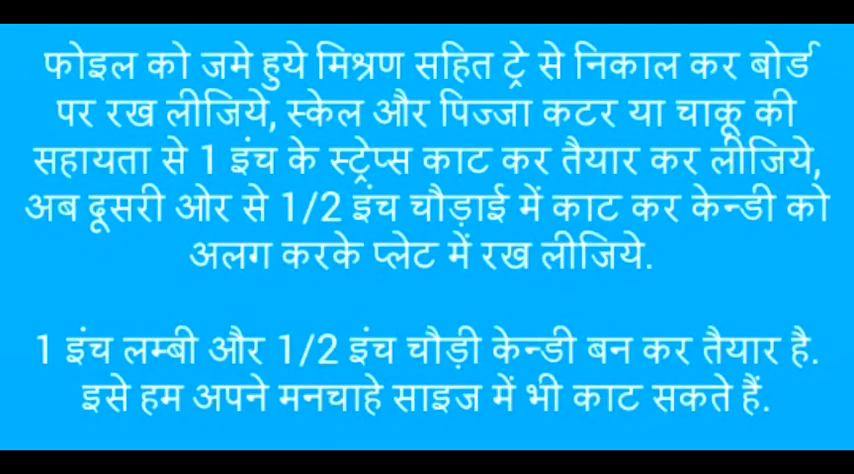 फोइल को जमे हुये मिश्रण सहित ट्रे से निकाल कर बोर्ड
पर रख लीजिये, स्केल और पिज्जा कटर या चाकू की
सहायता से 1 इंच के स्ट्रेप्स काट कर तैयार कर लीजिये,
अब दूसरी ओर से 1/2 इंच चौड़ाई में काट कर केन्डी को
अलग करके प्लेट में रख लीजिये.
1 इंच लम्बी और 1/2 इंच चौड़ी केन्डी बन कर तैयार है.
इसे हम अपने मनचाहे साइज में भी काट सकते हैं.